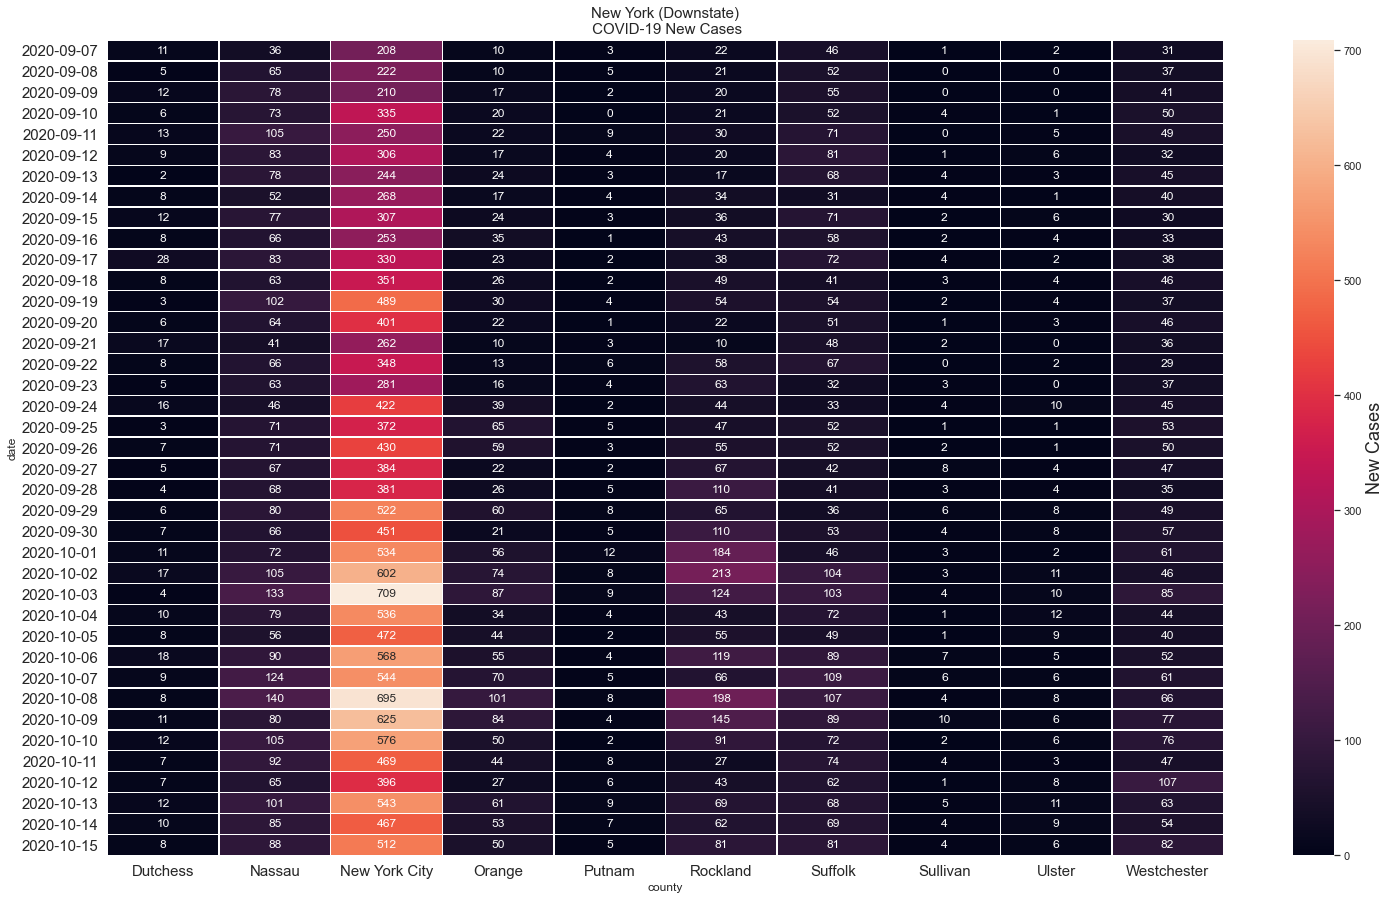 New York (Downstate)
COVID-19 New Cases
2020-09-07 11 36 208 10 3 22 46 1 2 31
2020-09-08 5 65 222 10 5 21 52 0 0 37
2020-09-09 12 78 210 17 2 20 55 0 0 41
2020-09-10 6 73 335 20 0 21 52 4 1 50
2020-09-11 13 105 250 22 9 30 71 0 5 49
2020-09-12 9 83 306 17 4 20 81 1 6 32
2020-09-13 2 78 244 24 3 17 68 4 3 45
2020-09-14 8 52 268 17 4 34 31 4 1 40
2020-09-15 12 77 307 24 3 36 71 2 6 30
2020-09-16 8 66 253 35 1 43 58 2 4 33
2020-09-17 28 83 330 23 2 38 72 4 2 38
2020-09-18 8 63 351 26 2 49 41 3 4 46
2020-09-19 3 102 489 30 4 54 54 2 4 37
2020-09-20 6 64 401 22 1 22 51 1 3 46
2020-09-21 17 41 262 10 3 10 48 2 0 36
2020-09-22 8 66 348 13 6 58 67 0 2 29
2020-09-23 5 63 281 16 4 63 32 3 0 37
2020-09-24 16 46 422 39 2 44 33 4 10 45
2020-09-25 3 71 372 65 5 47 52 1 1 53
2020-09-26 7 71 430 59 3 55 52 2 1 50
2020-09-27 5 67 384 22 2 67 42 8 4 47
2020-09-28 4 68 381 26 5 110 41 3 4 35
2020-09-29 6 80 522 60 8 65 36 6 8 49
2020-09-30 7 66 451 21 5 110 53 4 8 57
2020-10-01 11 72 534 56 12 184 46 3 2 61
2020-10-02 17 105 602 74 8 213 104 3 11 46
2020-10-03 4 133 709 87 9 124 103 4 10 85
2020-10-04 10 79 536 34 4 43 72 1 12 44
2020-10-05 8 56 472 44 2 55 49 1 9 40
2020-10-06 18 90 568 55 4 119 89 7 5 52
2020-10-07 9 124 544 70 5 66 109 6 6 61
2020-10-08 8 140 695 101 8 198 107 4 8 66
2020-10-09 11 80 625 84 4 145 89 10 6 77
2020-10-10 12 105 576 50 2 91 72 2 6 76
2020-10-11 7 92 469 44 8 27 74 4 3 47
2020-10-12 7 65 396 27 6 43 62 1 8 107
2020-10-13 12 101 543 61 9 69 68 5 11 63
2020-10-14 10 85 467 53 7 62 69 4 9 54
2020-10-15 8 88 512 50 5 81 81 4 6 82
Dutchess Nassau New York City Orange Putnam Rockland Suffolk Sullivan Ulster Westchester
county
date
700
600
500
400
300
200
100
0
New Cases